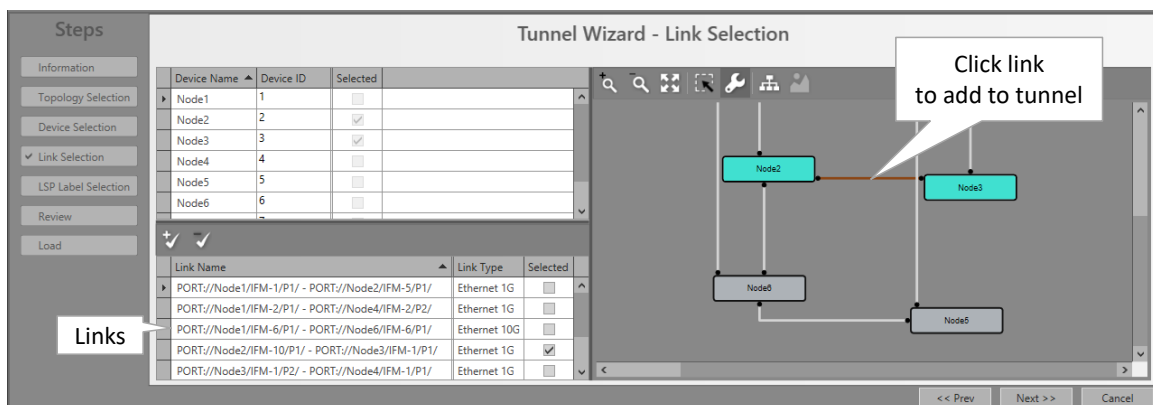 Steps
Tunnel Wizard - Link Selection
Information
Topology Selection
Device Selection
Link Selection
LSP Label Selection
Review
Load
Device Name Device ID Selected
Node1 1
Node2 2
Node3 3
Node4 4
Node5 5
Node6 6
Link Name Link Type Selected
PORT://Node1/IFM-1/P1/ - PORT://Node2/IFM-5/P1/ Ethernet 1G
PORT://Node1/IFM-2/P1/ - PORT://Node4/IFM-2/P2/ Ethernet 1G
PORT://Node1/IFM-6/P1/ - PORT://Node6/IFM-6/P1/ Ethernet 10G
PORT://Node2/IFM-10/P1/ - PORT://Node3/IFM-1/P1/ Ethernet 1G
PORT://Node3/IFM-1/P2/ - PORT://Node4/IFM-1/P1/ Ethernet 1G
Links
Click link
to add to tunnel
Node2
Node3
Node6
Node5
<< Prev Next >> Cancel